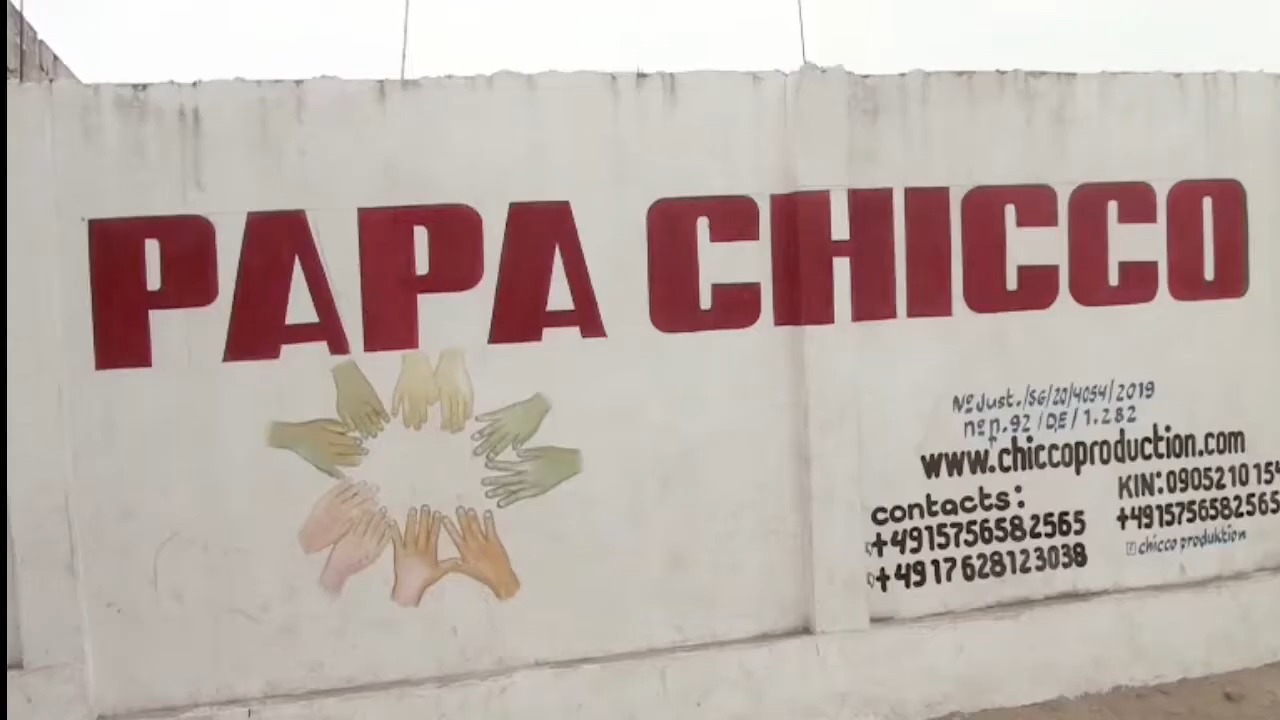 PAPA CHICCO
Nº Just./SG/20/4054/2019
nº n.92/DE/1.282
www.chiccoproduction.com
contacts:
+4915756582565
+4917628123038
KIN: 0905210154
+4915756582565
chicco produktion